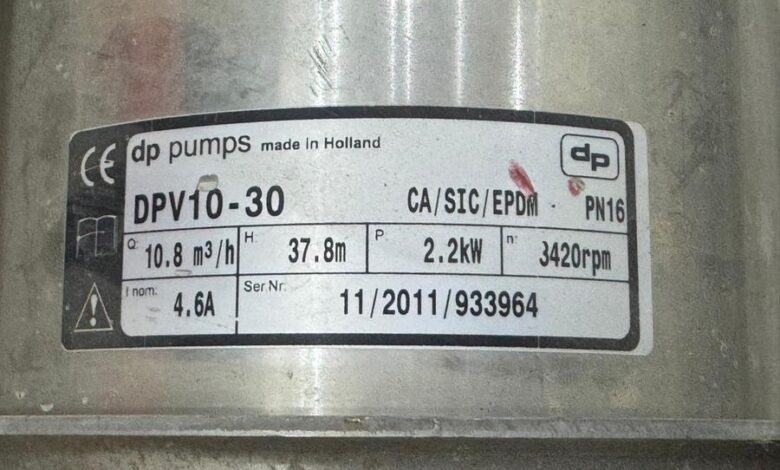 CE dp pumps made in Holland dp
DPV10-30 CA/SIC/EPDM PN16
Q: 10.8 m³/h H: 37.8m P 2.2kW n: 3420rpm
I nom: 4.6A Ser.Nr. 11/2011/933964